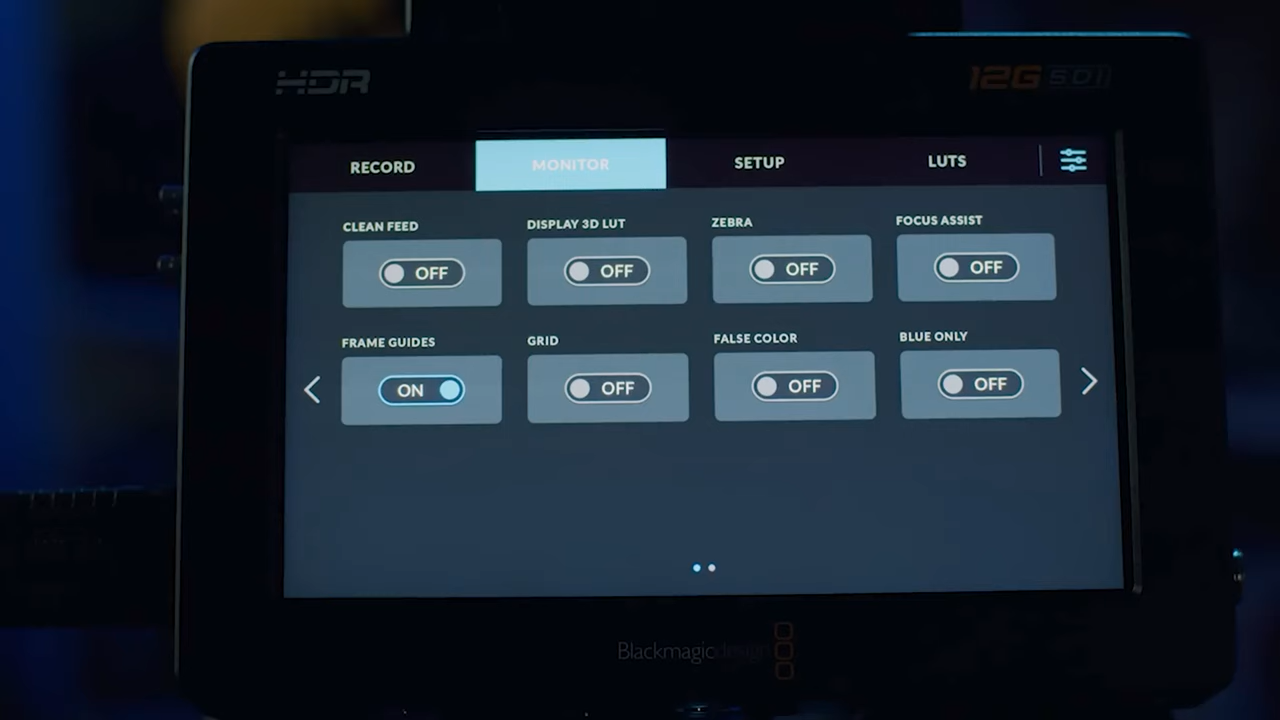 HDR 12G SDI
RECORD MONITOR SETUP LUTS
CLEAN FEED DISPLAY 3D LUT ZEBRA FOCUS ASSIST
OFF OFF OFF OFF
FRAME GUIDES GRID FALSE COLOR BLUE ONLY
ON OFF OFF OFF
Blackmagicdesign